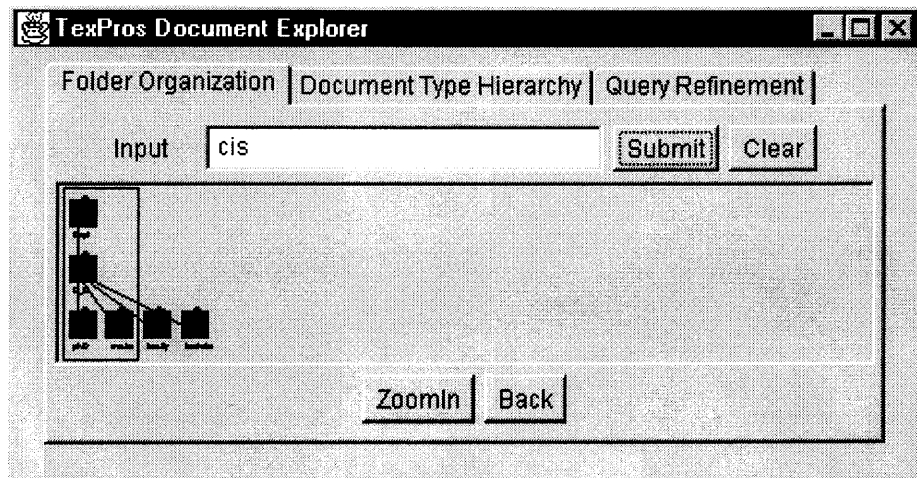 TexPros Document Explorer
Folder Organization Document Type Hierarchy Query Refinement
Input cis Submit Clear
ZoomIn Back